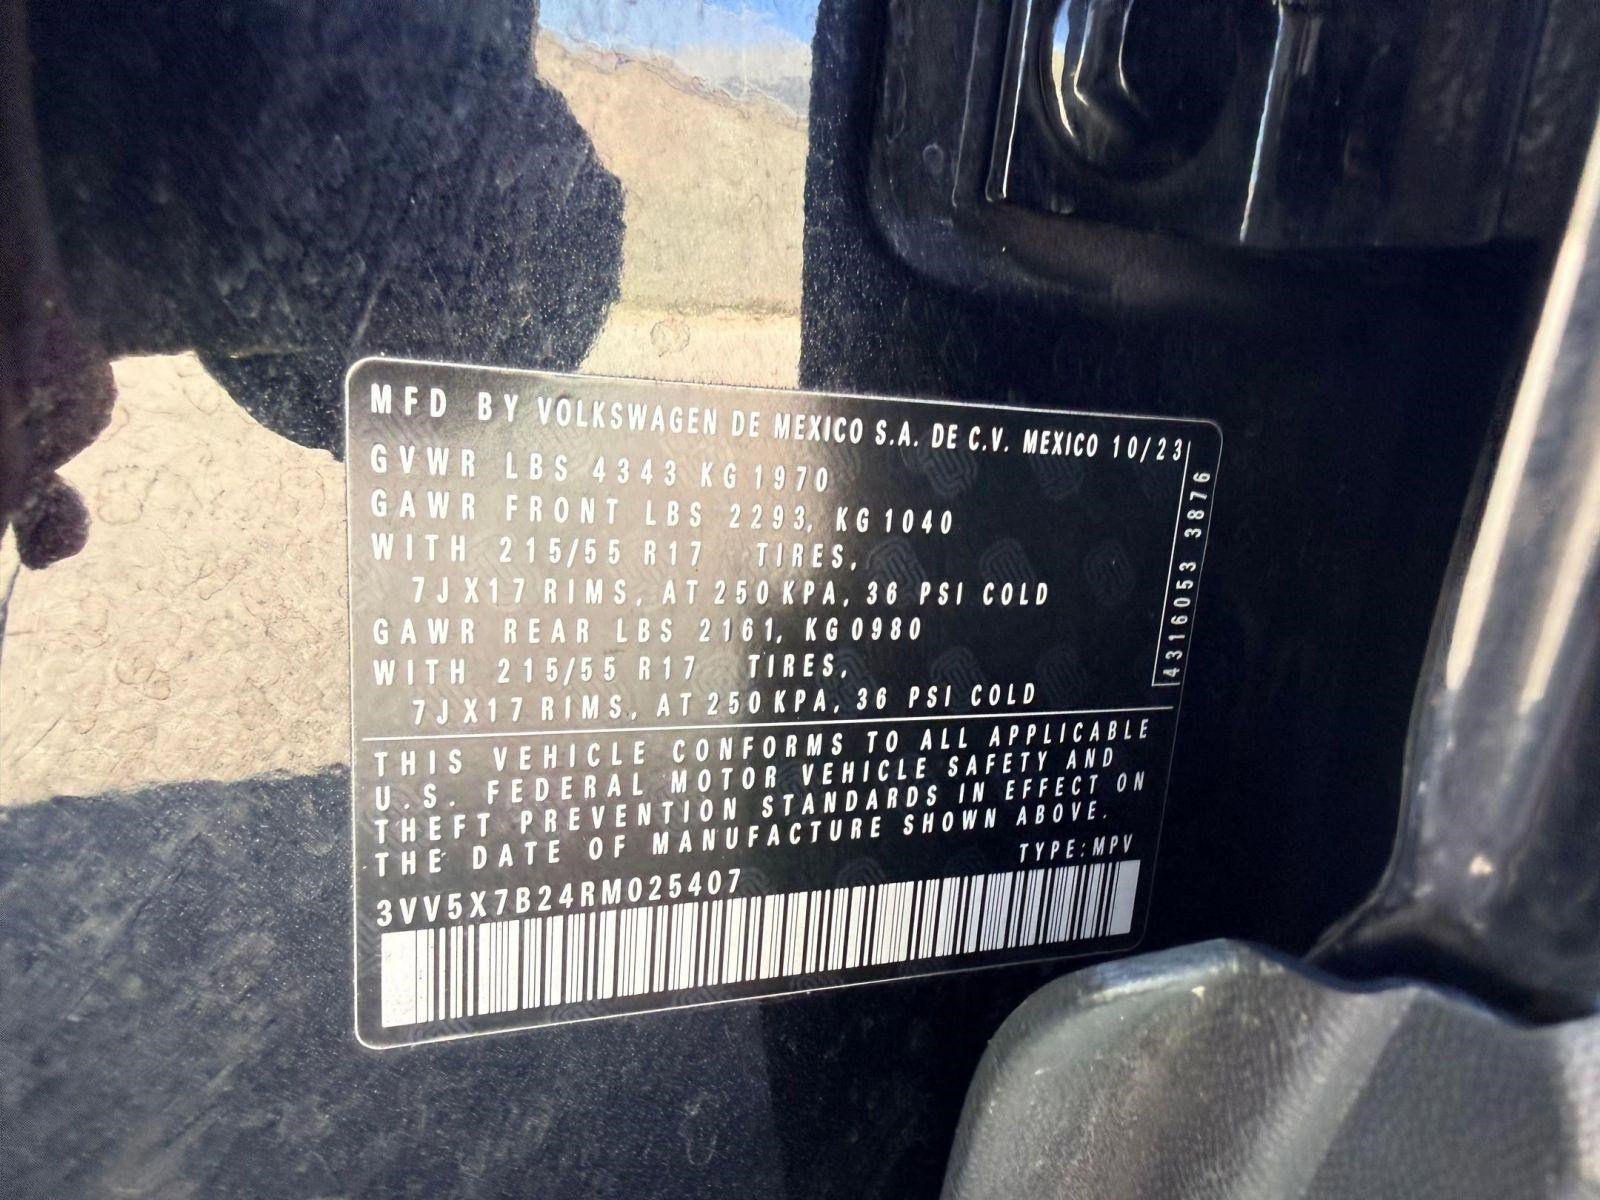 MFD BY VOLKSWAGEN DE MEXICO S.A. DE C.V. MEXICO 10/23
GVWR LBS 4343 KG 1970
GAWR FRONT LBS 2293, KG 1040
WITH 215/55 R17 TIRES,
7JX17 RIMS, AT 250 KPA, 36 PSI COLD
GAWR REAR LBS 2161, KG 0980
WITH 215/55 R17 TIRES,
7JX17 RIMS, AT 250 KPA, 36 PSI COLD
4316053 3876
THIS VEHICLE CONFORMS TO ALL APPLICABLE
U.S. FEDERAL MOTOR VEHICLE SAFETY AND
THEFT PREVENTION STANDARDS IN EFFECT ON
THE DATE OF MANUFACTURE SHOWN ABOVE.
TYPE: MPV
3VV5X7B24RM025407